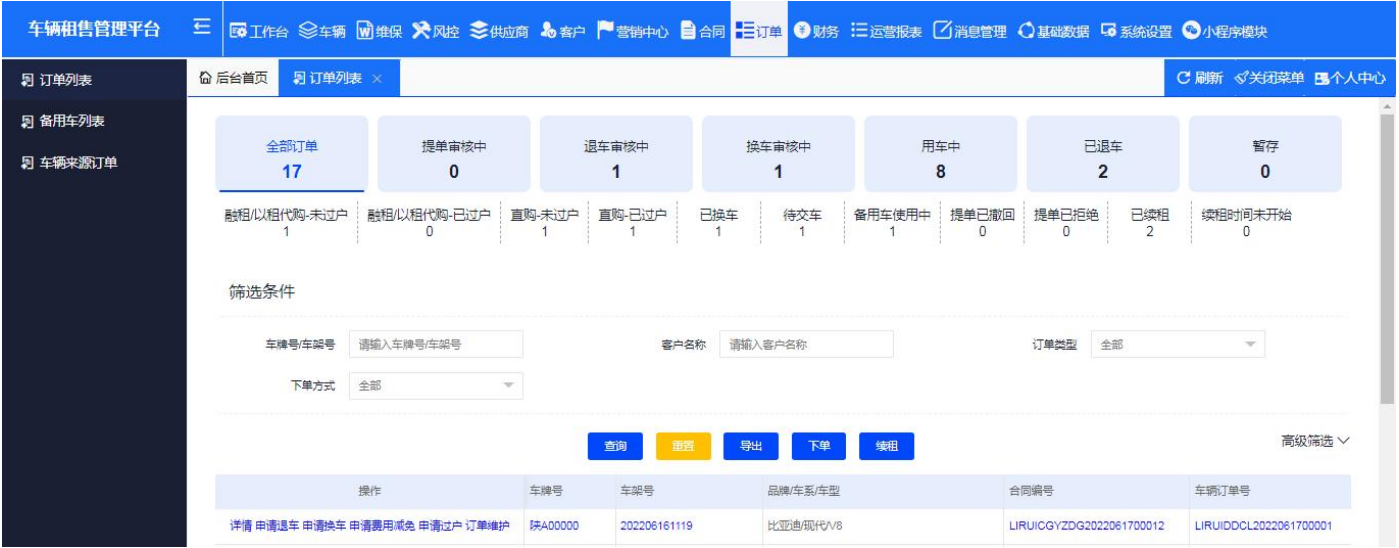 车辆租售管理平台 工作台 车辆 维保 风控 供应商 客户 营销中心 合同 订单 财务 运营报表 消息管理 基础数据 系统设置 小程序模块
订单列表 后台首页 订单列表 × 刷新 关闭菜单 个人中心
备用车列表
车辆来源订单
全部订单 提单审核中 退车审核中 换车审核中 用车中 已退车 暂存
17 0 1 1 8 2 0
融租/以租代购-未过户 融租/以租代购-已过户 直购-未过户 直购-已过户 已换车 待交车 备用车使用中 提单已撤回 提单已拒绝 已续租 续租时间未开始
1 0 1 1 1 1 1 0 0 2 0
筛选条件
车牌号/车架号 请输入车牌号/车架号 客户名称 请输入客户名称 订单类型 全部
下单方式 全部
查询 重置 导出 下单 续租 高级筛选
操作 车牌号 车架号 品牌/车系/车型 合同编号 车辆订单号
详情 申请退车 申请换车 申请费用减免 申请过户 订单维护 陕A00000 202206161119 比亚迪/现代/V8 LIRUICGYZDG2022061700012 LIRUIDDCL2022061700001